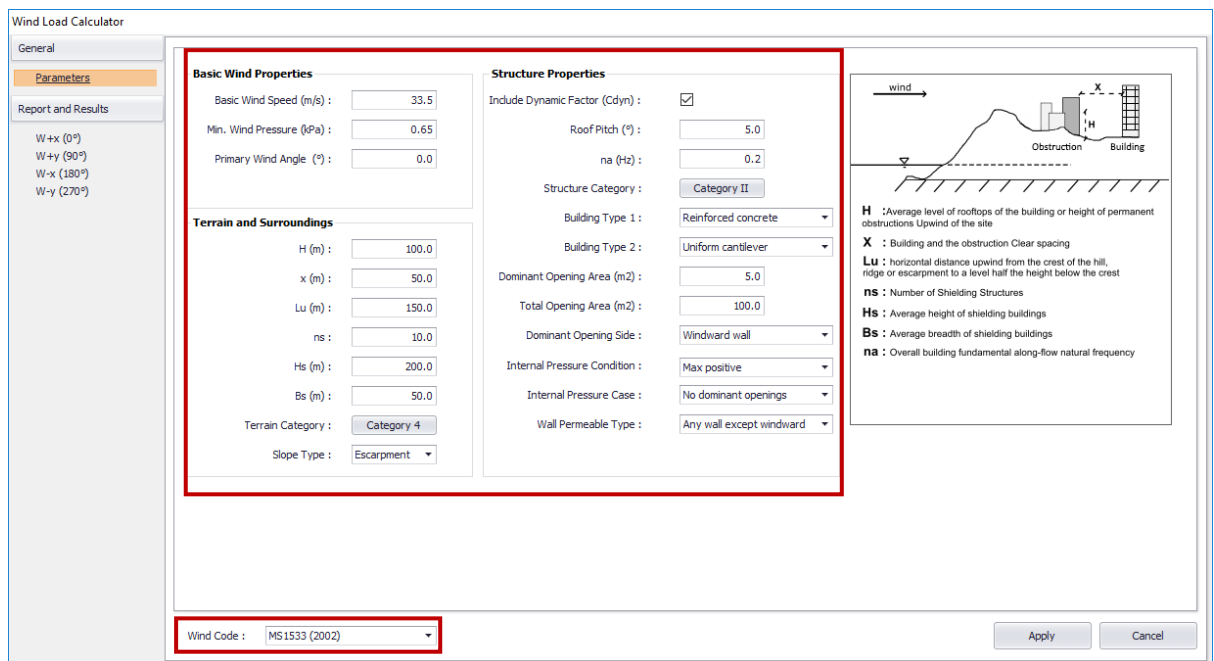 Wind Load Calculator
General
Parameters
Report and Results
W+x (0°)
W+y (90°)
W-x (180°)
W-y (270°)
Basic Wind Properties
Basic Wind Speed (m/s) : 33.5
Min. Wind Pressure (kPa) : 0.65
Primary Wind Angle (°) : 0.0
Terrain and Surroundings
H (m) : 100.0
x (m) : 50.0
Lu (m) : 150.0
ns : 10.0
Hs (m) : 200.0
Bs (m) : 50.0
Terrain Category : Category 4
Slope Type : Escarpment
Structure Properties
Include Dynamic Factor (Cdyn) :
Roof Pitch (°) : 5.0
na (Hz) : 0.2
Structure Category : Category II
Building Type 1 : Reinforced concrete
Building Type 2 : Uniform cantilever
Dominant Opening Area (m2) : 5.0
Total Opening Area (m2) : 100.0
Dominant Opening Side : Windward wall
Internal Pressure Condition : Max positive
Internal Pressure Case : No dominant openings
Wall Permeable Type : Any wall except windward
wind
X
H
Obstruction
Building
H :Average level of rooftops of the building or height of permanent
obstructions Upwind of the site
X : Building and the obstruction Clear spacing
Lu : horizontal distance upwind from the crest of the hill,
ridge or escarpment to a level half the height below the crest
ns : Number of Shielding Structures
Hs : Average height of shielding buildings
Bs : Average breadth of shielding buildings
na : Overall building fundamental along-flow natural frequency
Wind Code : MS1533 (2002)
Apply
Cancel